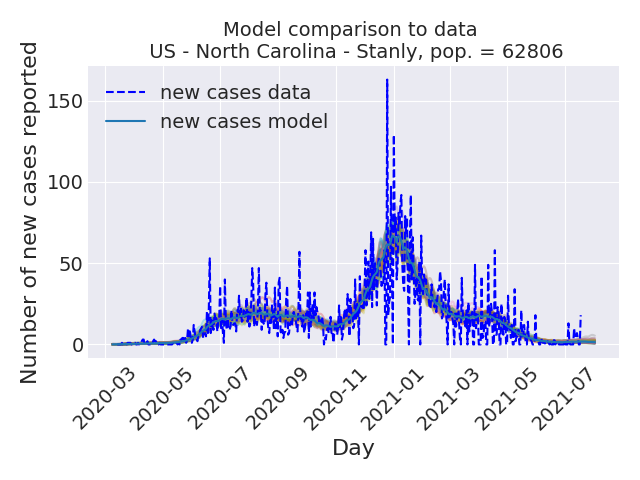 Model comparison to data
US - North Carolina - Stanly, pop. = 62806
Number of new cases reported
150
100
50
0
new cases data
new cases model
2020-03
2020-05
2020-07
2020-09
2020-11
2021-01
2021-03
2021-05
2021-07
Day